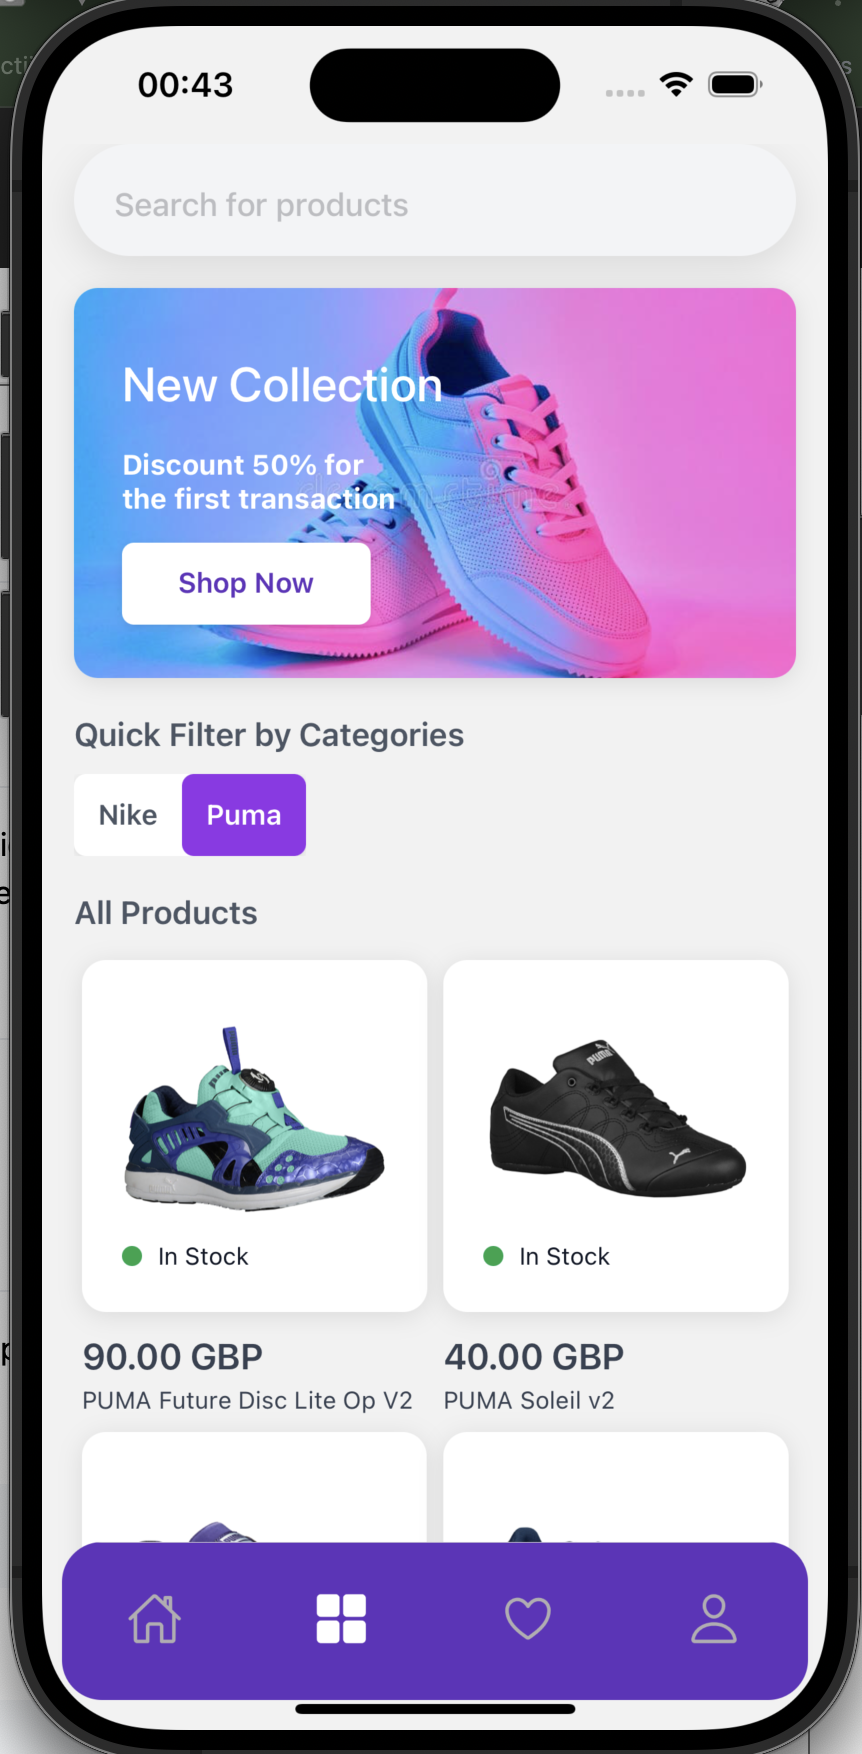 00:43
Search for products
New Collection
Discount 50% for
the first transaction
Shop Now
Quick Filter by Categories
Nike
Puma
All Products
PUMA
In Stock
In Stock
90.00 GBP
40.00 GBP
PUMA Future Disc Lite Op V2
PUMA Soleil v2